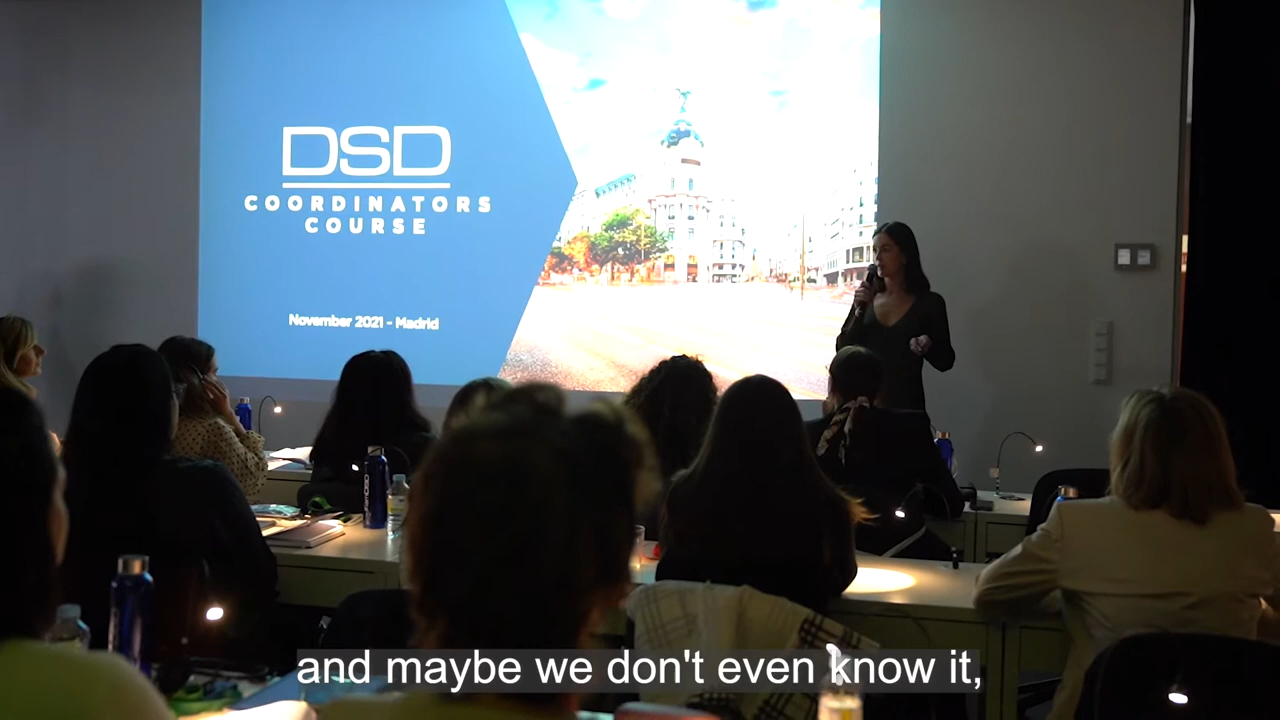 DSD
COORDINATORS
COURSE
November 2021 - Madrid
and maybe we don't even know it,